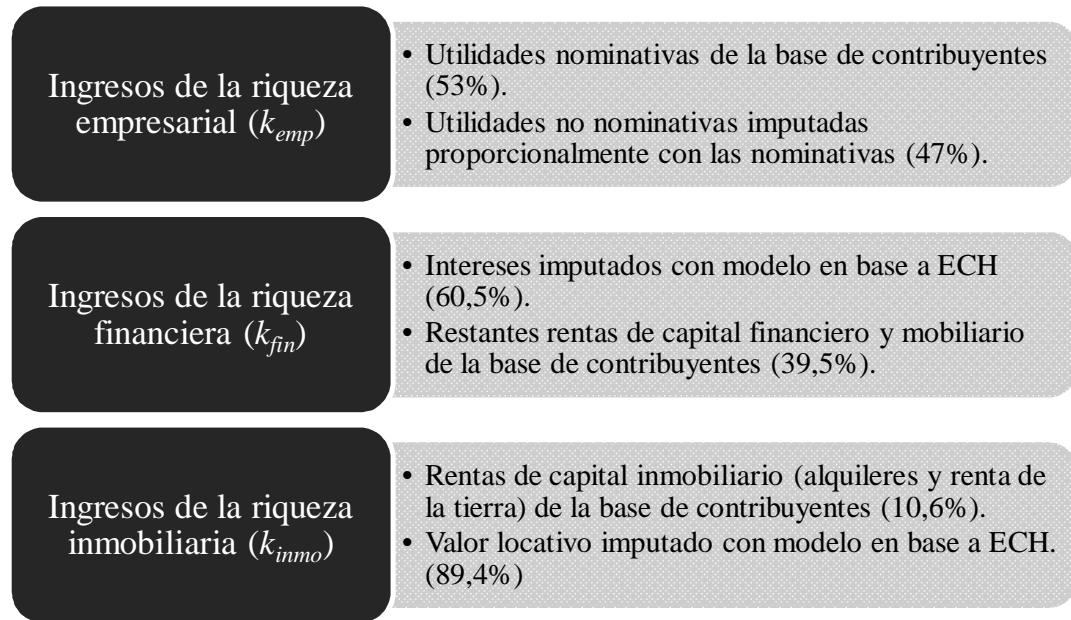 Ingresos de la riqueza
empresarial (k_emp)
• Utilidades nominativas de la base de contribuyentes
(53%).
• Utilidades no nominativas imputadas
proporcionalmente con las nominativas (47%).
Ingresos de la riqueza
financiera (k_fin)
• Intereses imputados con modelo en base a ECH
(60,5%).
• Restantes rentas de capital financiero y mobiliario
de la base de contribuyentes (39,5%).
Ingresos de la riqueza
inmobiliaria (k_inmo)
• Rentas de capital inmobiliario (alquileres y renta de
la tierra) de la base de contribuyentes (10,6%).
• Valor locativo imputado con modelo en base a ECH.
(89,4%)